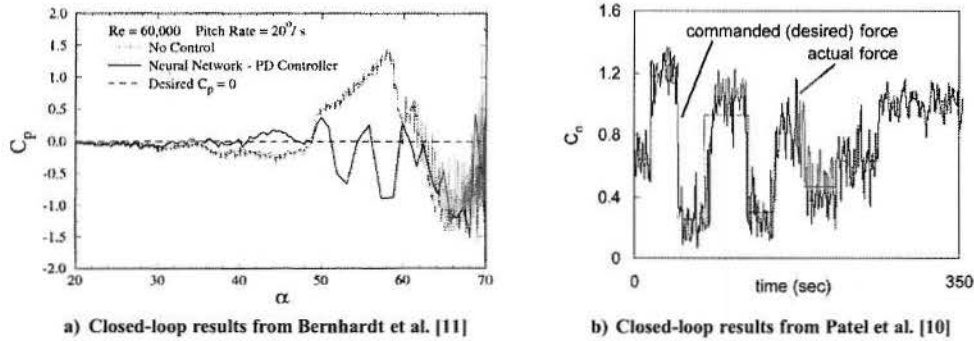 Re = 60,000 Pitch Rate = 20°/ s
No Control
Neural Network - PD Controller
Desired Cp = 0
2.0
1.5
1.0
0.5
0.0
-0.5
-1.0
-1.5
-2.0
Cp
20 30 40 50 60 70
α
a) Closed-loop results from Bernhardt et al. [11]
commanded (desired) force
actual force
1.6
1.2
0.8
0.4
0
Cn
0 350
time (sec)
b) Closed-loop results from Patel et al. [10]